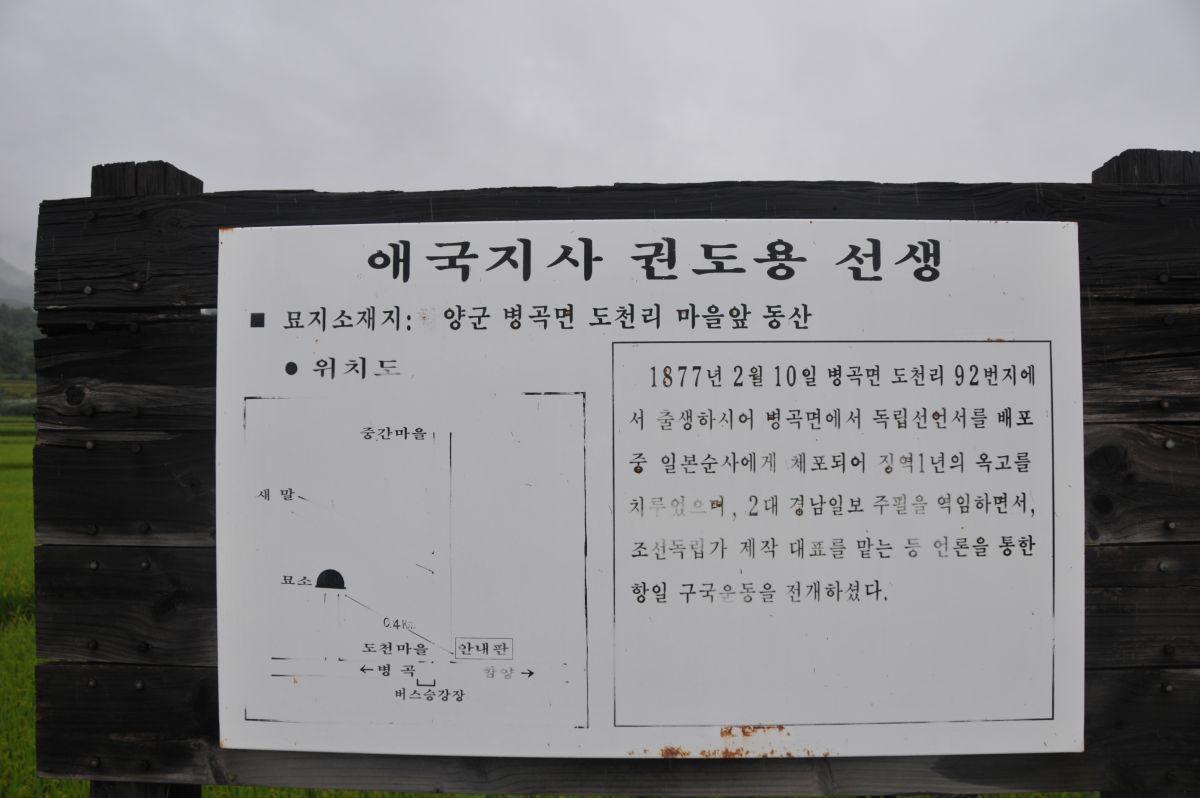 애국지사 권도용 선생
■ 묘지소재지: 양군 병곡면 도천리 마을앞 동산
● 위치도
중간마을
새 말
묘소
0.4Km
도천마을
안내판
← 병 곡
함양 →
버스승강장
1877년 2월 10일 병곡면 도천리 92번지에
서 출생하시어 병곡면에서 독립선언서를 배포
중 일본순사에게 체포되어 징역1년의 옥고를
치루었으며, 2대 경남일보 주필을 역임하면서,
조선독립가 제작 대표를 맡는 등 언론을 통한
항일 구국운동을 전개하셨다.